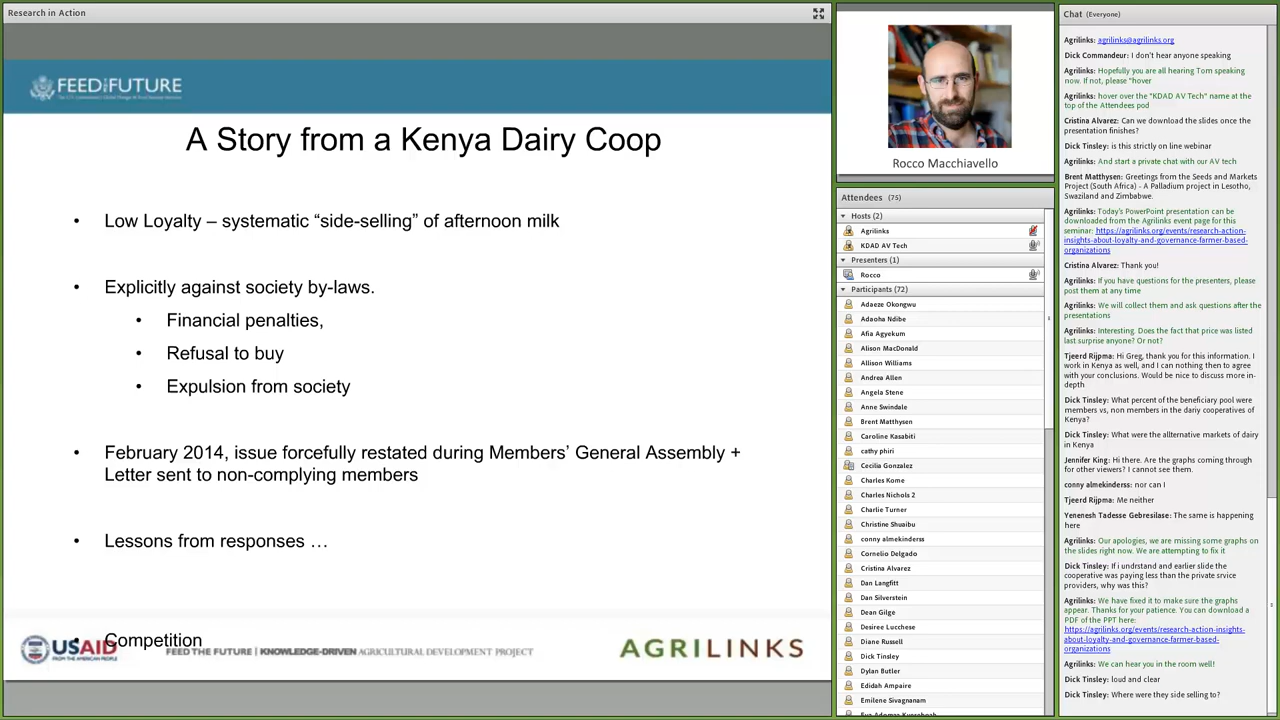 Research in Action
FEED THE FUTURE
A Story from a Kenya Dairy Coop
• Low Loyalty – systematic “side-selling” of afternoon milk
• Explicitly against society by-laws.
• Financial penalties,
• Refusal to buy
• Expulsion from society
• February 2014, issue forcefully restated during Members’ General Assembly +
Letter sent to non-complying members
• Lessons from responses …
• Competition
USAID
FROM THE AMERICAN PEOPLE
FEED THE FUTURE | KNOWLEDGE-DRIVEN AGRICULTURAL DEVELOPMENT PROJECT
AGRILINKS
Rocco Macchiavello
Attendees (75)
Hosts (2)
Agrilinks
KDAD AV Tech
Presenters (1)
Rocco
Participants (72)
Adaeze Okongwu
Adaoha Ndibe
Afia Agyekum
Alison MacDonald
Allison Williams
Andrea Allen
Angela Stene
Anne Swindale
Brent Matthysen
Caroline Kasabiti
cathy phiri
Cecilia Gonzalez
Charles Kome
Charles Nichols 2
Charlie Turner
Christine Shuaibu
conny almekinderss
Cornelio Delgado
Cristina Alvarez
Dan Langfitt
Dan Silverstein
Dean Gilge
Desiree Lucchese
Diane Russell
Dick Tinsley
Dylan Butler
Edidah Ampaire
Emilene Sivagnanam
Chat (Everyone)
Agrilinks: agrilinks@agrilinks.org
Dick Commandeur: I don't hear anyone speaking
Agrilinks: Hopefully you are all hearing Tom speaking
now. If not, please "hover
Agrilinks: hover over the "KDAD AV Tech" name at the
top of the Attendees pod
Cristina Alvarez: Can we download the slides once the
presentation finishes?
Dick Tinsley: is this strictly on line webinar
Agrilinks: And start a private chat with our AV tech
Brent Matthysen: Greetings from the Seeds and Markets
Project (South Africa) - A Palladium project in Lesotho,
Swaziland and Zimbabwe.
Agrilinks: Today's PowerPoint presentation can be
downloaded from the Agrilinks event page for this
seminar: https://agrilinks.org/events/research-action-
insights-about-loyalty-and-governance-farmer-based-
organizations
Cristina Alvarez: Thank you!
Agrilinks: If you have questions for the presenters, please
post them at any time
Agrilinks: We will collect them and ask questions after the
presentations
Agrilinks: Interesting. Does the fact that price was listed
last surprise anyone? Or not?
Tjeerd Rijpma: Hi Greg, thank you for this information. I
work in Kenya as well, and I can nothing then to agree
with your conclusions. Would be nice to discuss more in-
depth
Dick Tinsley: What percent of the beneficiary pool were
members vs, non members in the dariy cooperatives of
Kenya?
Dick Tinsley: What were the allternative markets of dairy
in Kenya
Jennifer King: Hi there. Are the graphs coming through
for other viewers? I cannot see them.
conny almekinderss: nor can I
Tjeerd Rijpma: Me neither
Yenenesh Tadesse Gebresilase: The same is happening
here
Agrilinks: Our apologies, we are missing some graphs on
the slides right now. We are attempting to fix it
Dick Tinsley: If i undrstand and earlier slide the
cooperative was paying less than the private srvice
providers, why was this?
Agrilinks: We have fixed it to make sure the graphs
appear. Thanks for your patience. You can download a
PDF of the PPT here:
https://agrilinks.org/events/research-action-insights-
about-loyalty-and-governance-farmer-based-
organizations
Agrilinks: We can hear you in the room well!
Dick Tinsley: loud and clear
Dick Tinsley: Where were they side selling to?